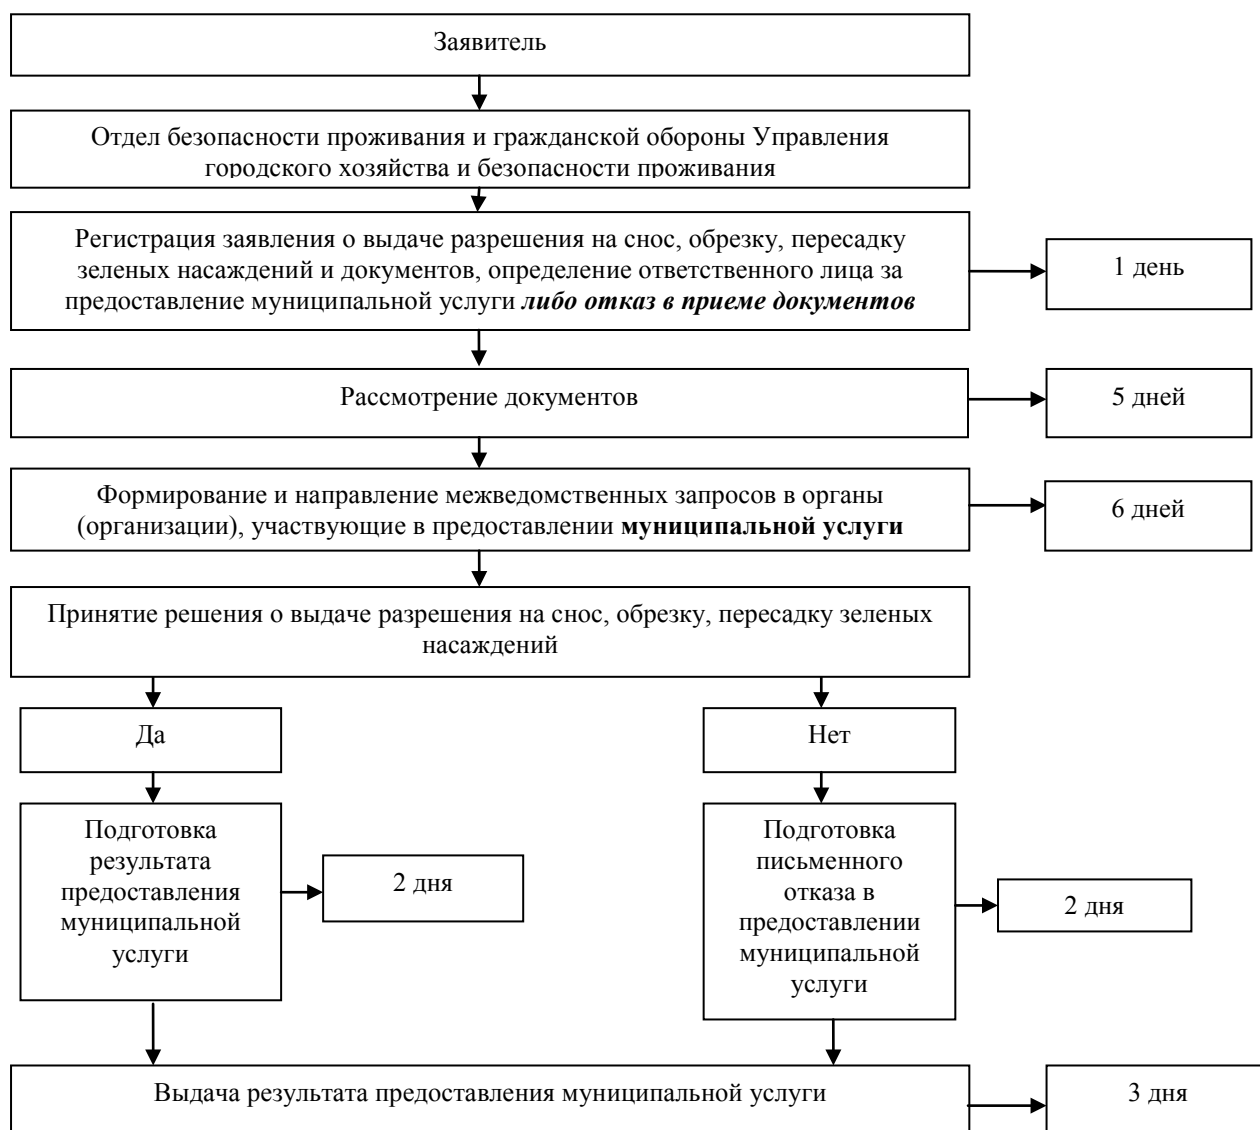 Заявитель
Отдел безопасности проживания и гражданской обороны Управления
городского хозяйства и безопасности проживания
Регистрация заявления о выдаче разрешения на снос, обрезку, пересадку
зеленых насаждений и документов, определение ответственного лица за
предоставление муниципальной услуги либо отказ в приеме документов
1 день
Рассмотрение документов
5 дней
Формирование и направление межведомственных запросов в органы
(организации), участвующие в предоставлении муниципальной услуги
6 дней
Принятие решения о выдаче разрешения на снос, обрезку, пересадку зеленых
насаждений
Да
Нет
Подготовка
результата
предоставления
муниципальной
услуги
2 дня
Подготовка
письменного
отказа в
предоставлении
муниципальной
услуги
2 дня
Выдача результата предоставления муниципальной услуги
3 дня